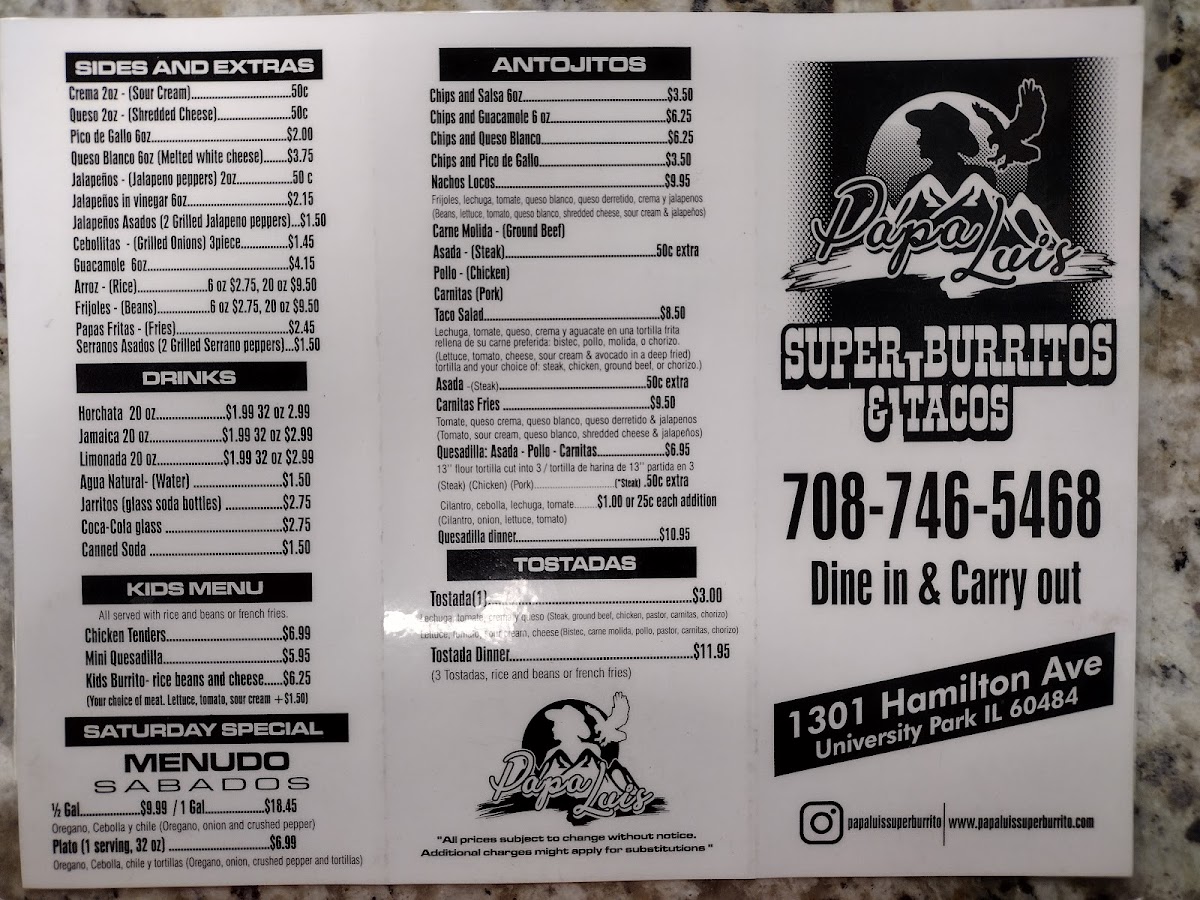 SIDES AND EXTRAS
Crema 2oz - (Sour Cream)..............................50c
Queso 2oz - (Shredded Cheese)......................50c
Pico de Gallo 6oz........................................$2.00
Queso Blanco 6oz (Melted white cheese).......$3.75
Jalapeños - (Jalapeno peppers) 2oz.................50 c
Jalapeños in vinegar 6oz..............................$2.15
Jalapeños Asados (2 Grilled Jalapeno peppers)...$1.50
Cebollitas - (Grilled Onions) 3piece..............$1.45
Guacamole 6oz..........................................$4.15
Arroz - (Rice).....................6 oz $2.75, 20 oz $9.50
Frijoles - (Beans)...............6 oz $2.75, 20 oz $9.50
Papas Fritas - (Fries)..................................$2.45
Serranos Asados (2 Grilled Serrano peppers)...$1.50
DRINKS
Horchata 20 oz.....................$1.99 32 oz 2.99
Jamaica 20 oz......................$1.99 32 oz $2.99
Limonada 20 oz....................$1.99 32 oz $2.99
Agua Natural- (Water) ............................$1.50
Jarritos (glass soda bottles) .................$2.75
Coca-Cola glass ....................................$2.75
Canned Soda ........................................$1.50
KIDS MENU
All served with rice and beans or french fries.
Chicken Tenders...................................$6.99
Mini Quesadilla....................................$5.95
Kids Burrito- rice beans and cheese......$6.25
(Your choice of meat. Lettuce, tomato, sour cream +$1.50)
SATURDAY SPECIAL
MENUDO
SABADOS
½ Gal..................$9.99 / 1 Gal..................$18.45
Oregano, Cebolla y chile (Oregano, onion and crushed pepper)
Plato (1 serving, 32 oz) ..............................$6.99
Oregano, Cebolla, chile y tortillas (Oregano, onion, crushed pepper and tortillas)
ANTOJITOS
Chips and Salsa 6oz...........................................$3.50
Chips and Guacamole 6 oz..................................$6.25
Chips and Queso Blanco.....................................$6.25
Chips and Pico de Gallo......................................$3.50
Nachos Locos...................................................$9.95
Frijoles, lechuga, tomate, queso blanco, queso derretido, crema y jalapenos
(Beans, lettuce, tomato, queso blanco, shredded cheese, sour cream & jalapeños)
Carne Molida - (Ground Beef)
Asada - (Steak)..............................................50c extra
Pollo - (Chicken)
Carnitas (Pork)
Taco Salad.....................................................$8.50
Lechuga, tomate, queso, crema y aguacate en una tortilla frita
rellena de su carne preferida: bistec, pollo, molida, o chorizo.
(Lettuce, tomato, cheese, sour cream & avocado in a deep fried)
tortilla and your choice of: steak, chicken, ground beef, or chorizo.)
Asada -(Steak)............................................50c extra
Carnitas Fries ............................................$9.50
Tomate, queso crema, queso blanco, queso derretido & jalapenos
(Tomato, sour cream, queso blanco, shredded cheese & jalapeños)
Quesadilla: Asada - Pollo - Carnitas....................$6.95
13'' flour tortilla cut into 3 / tortilla de harina de 13'' partida en 3
(Steak) (Chicken) (Pork)........................(*Steak) .50c extra
Cilantro, cebolla, lechuga, tomate.........$1.00 or 25c each addition
(Cilantro, onion, lettuce, tomato)
Quesadilla dinner............................................$10.95
TOSTADAS
Tostada(1)....................................................$3.00
Lechuga, tomate, crema y queso (Steak, ground beef, chicken, pastor, carnitas, chorizo)
Lettuce, tomato, sour cream, cheese (Bistec, carne molida, pollo, pastor, carnitas, chorizo)
Tostada Dinner...............................................$11.95
(3 Tostadas, rice and beans or french fries)
Papa Luis
"All prices subject to change without notice.
Additional charges might apply for substitutions "
Papa Luis
SUPER BURRITOS
Y
& TACOS
708-746-5468
Dine in & Carry out
1301 Hamilton Ave
University Park IL 60484
papaluissuperburrito | www.papaluissuperburrito.com